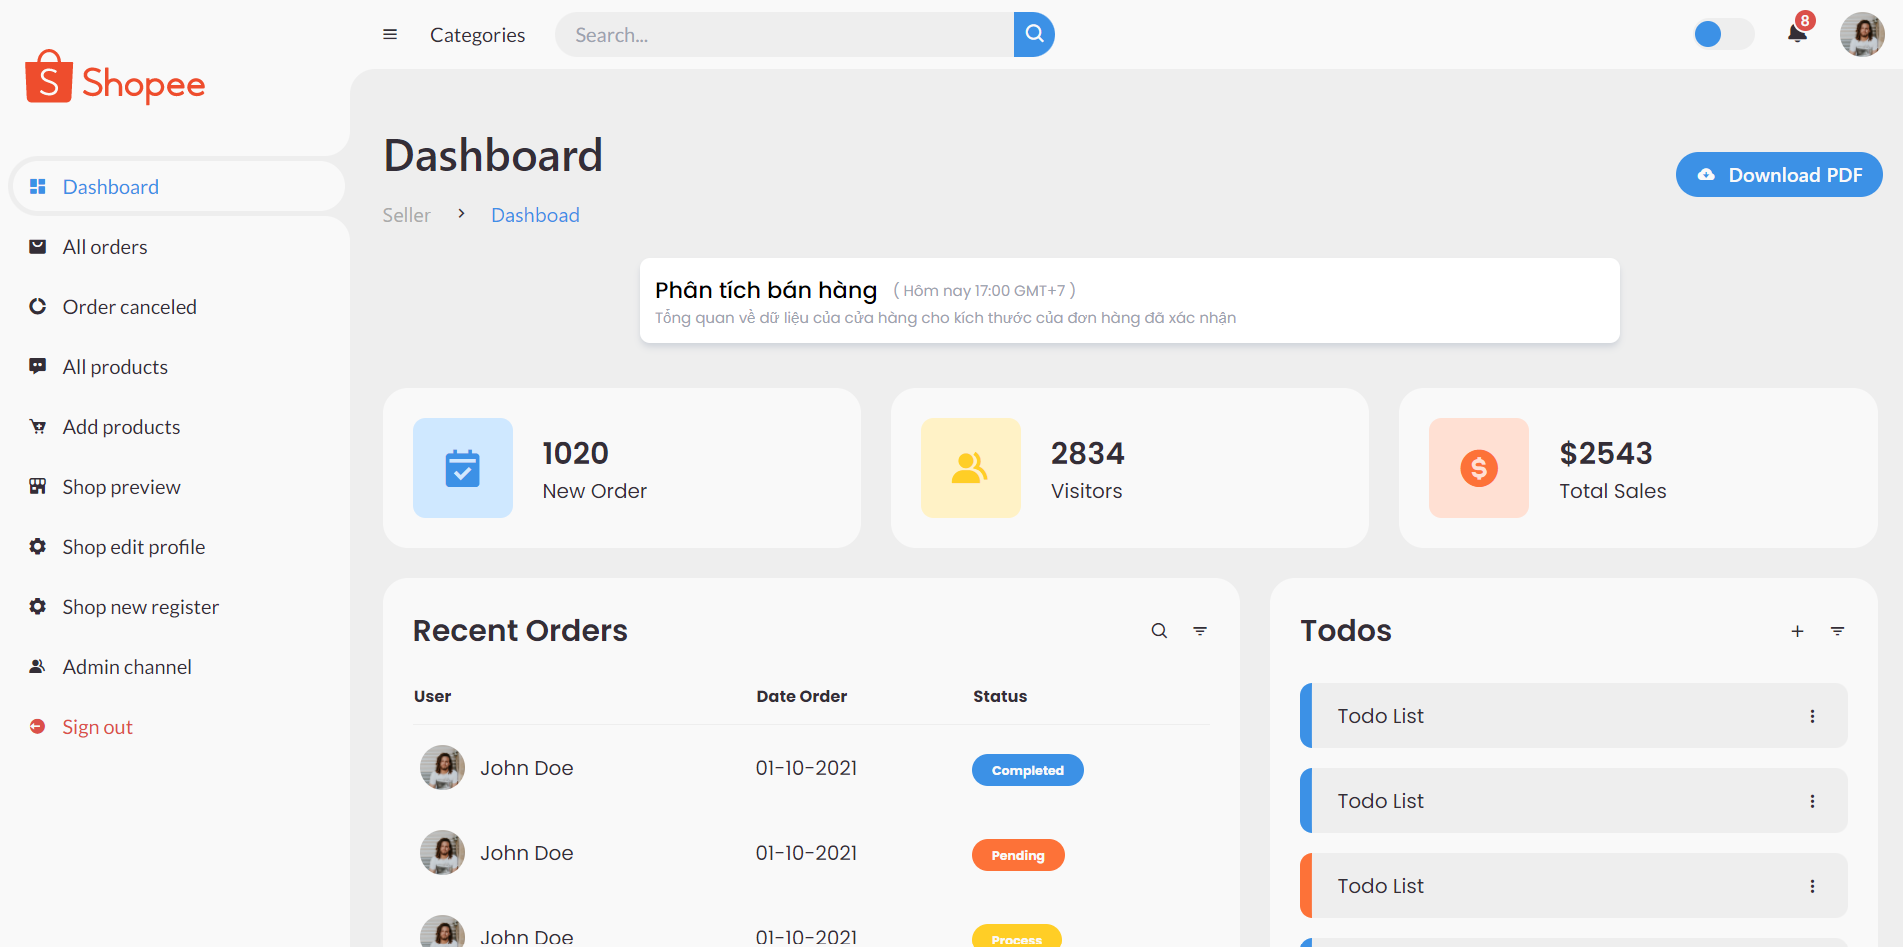 Categories
Search...
8
S Shopee
Dashboard
All orders
Order canceled
All products
Add products
Shop preview
Shop edit profile
Shop new register
Admin channel
Sign out
Dashboard
Seller Dashboad
Download PDF
Phân tích bán hàng ( Hôm nay 17:00 GMT+7 )
Tổng quan về dữ liệu của cửa hàng cho kích thước của đơn hàng đã xác nhận
1020
New Order
2834
Visitors
$2543
Total Sales
Recent Orders
User Date Order Status
John Doe 01-10-2021 Completed
John Doe 01-10-2021 Pending
John Doe 01-10-2021 Process
Todos
Todo List
Todo List
Todo List